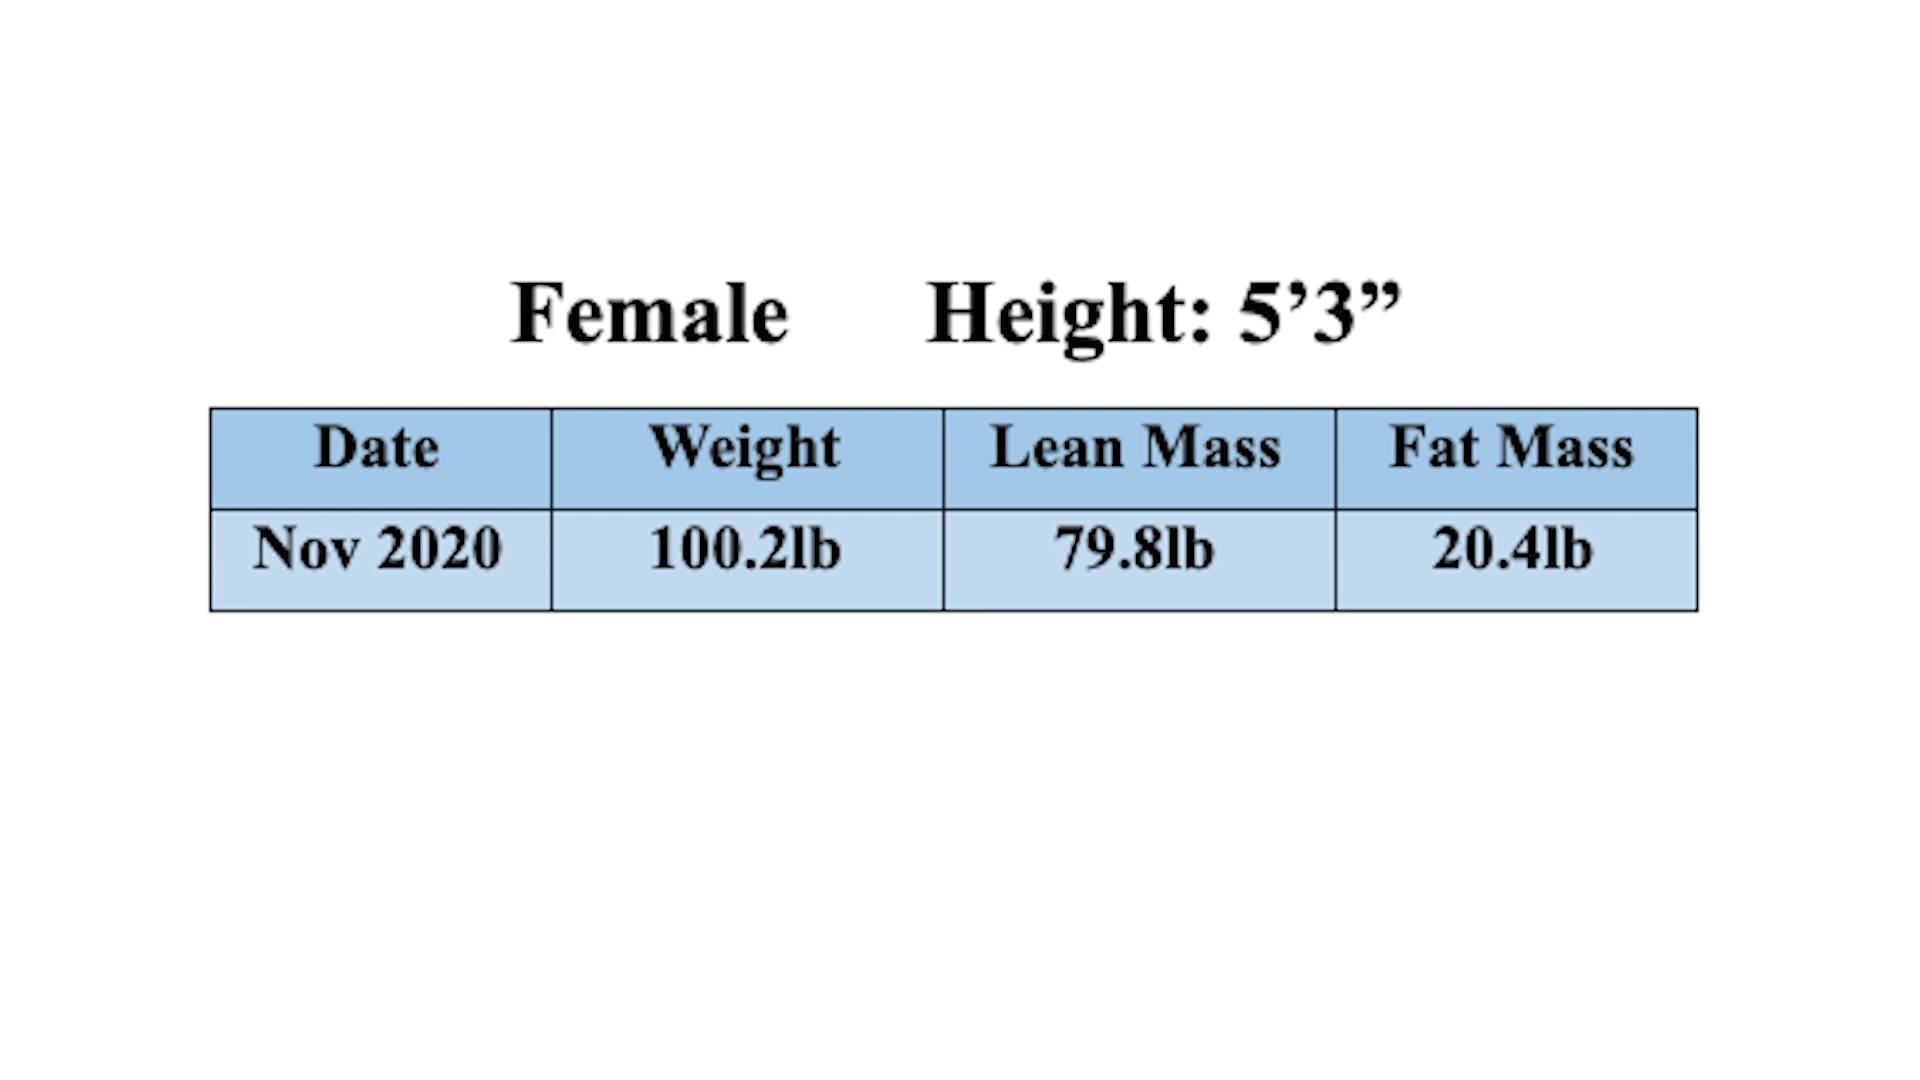 Female Height: 5’3”
Date Weight Lean Mass Fat Mass
Nov 2020 100.2lb 79.8lb 20.4lb